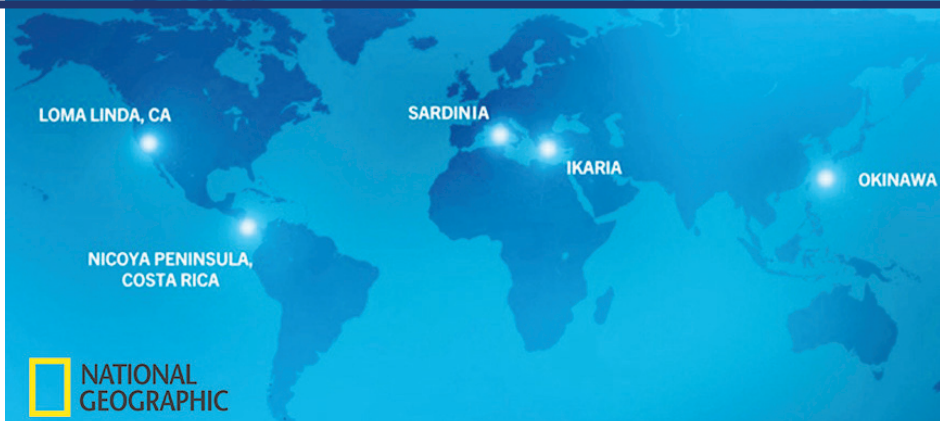 LOMA LINDA, CA
SARDINIA
IKARIA
OKINAWA
NICOYA PENINSULA,
COSTA RICA
NATIONAL
GEOGRAPHIC